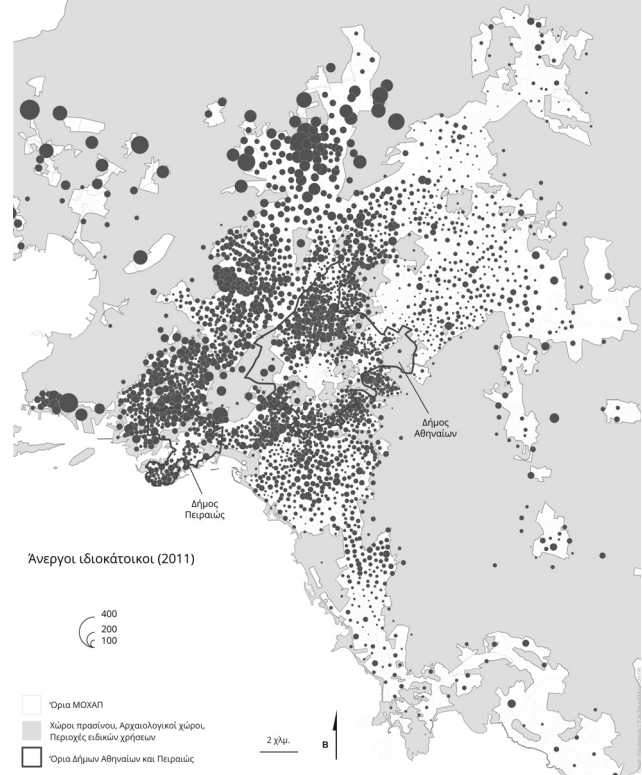 Δήμος
Αθηναίων
Δήμος
Πειραιώς
Άνεργοι ιδιοκάτοικοι (2011)
400
200
100
Όρια ΜΟΧΑΠ
Χώροι πρασίνου, Αρχαιολογικοί χώροι,
Περιοχές ειδικών χρήσεων
Όρια Δήμων Αθηναίων και Πειραιώς
2 χλμ.
Β